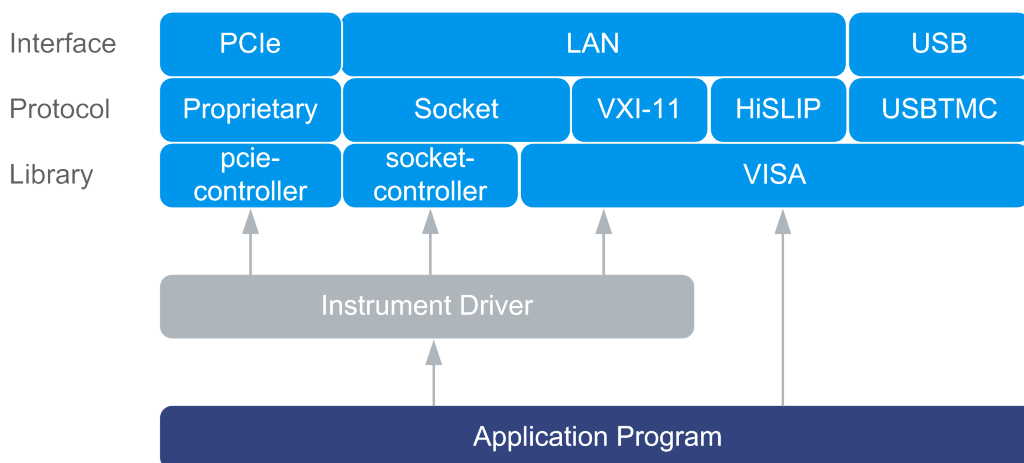 Interface PCIe LAN USB
Protocol Proprietary Socket VXI-11 HiSLIP USBTMC
Library pcie-controller socket-controller VISA
Instrument Driver
Application Program